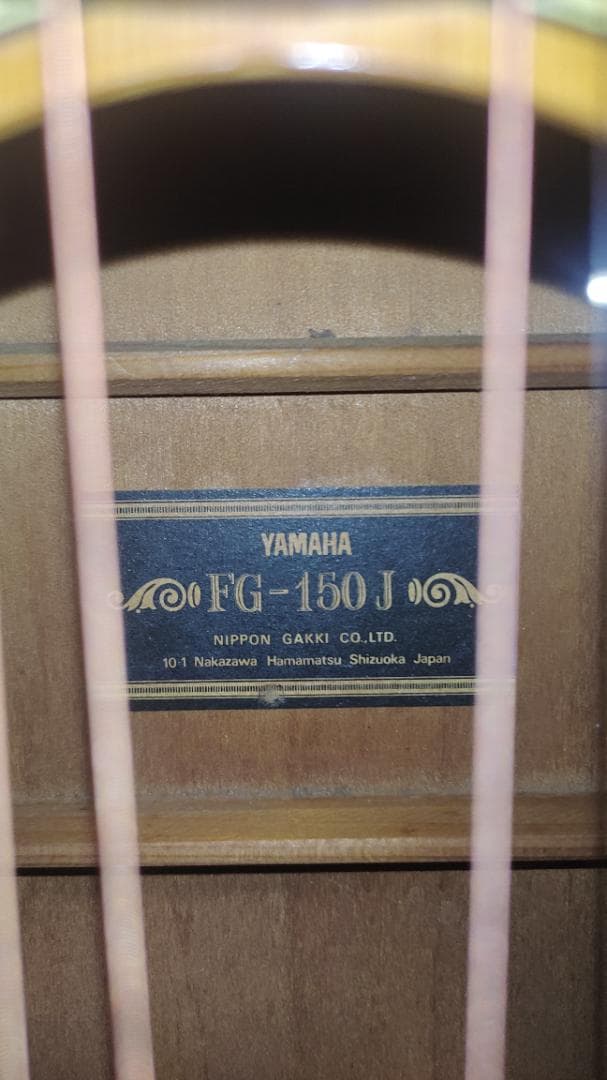 YAMAHA
FG-150J
NIPPON GAKKI CO.,LTD.
10-1 Nakazawa Hamamatsu Shizuoka Japan